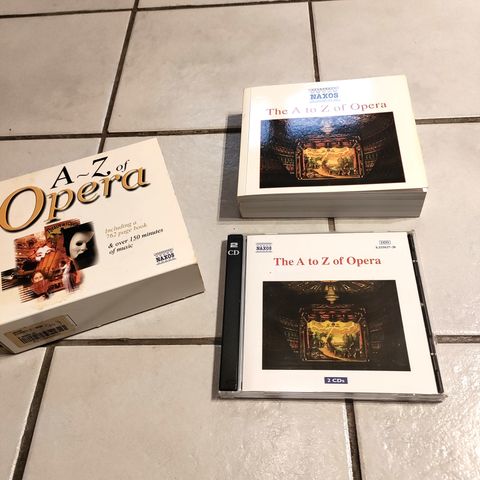 A~Z of
Opera
Including a
762 page book
& over 150 minutes
of music
NAXOS
NAXOS
The A to Z of Opera
2
CD
DDD
The A to Z of Opera
2 CDs